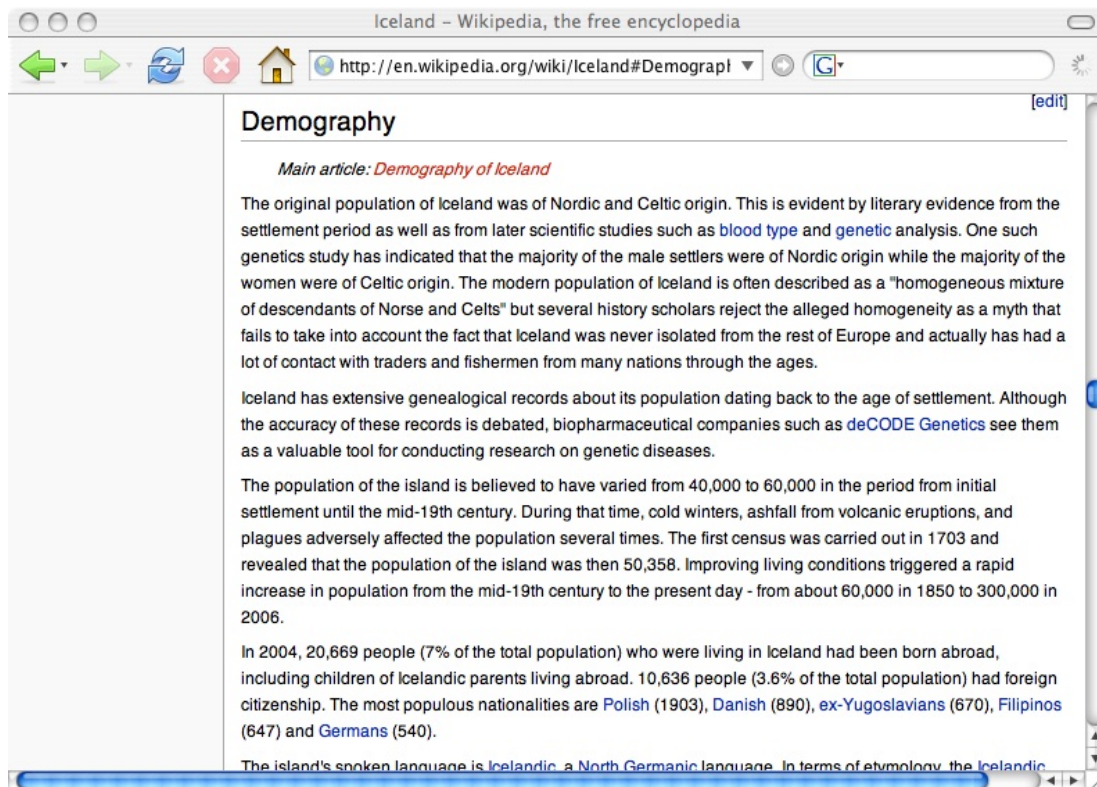 Iceland – Wikipedia, the free encyclopedia
http://en.wikipedia.org/wiki/Iceland#Demograph
G
[edit]
Demography
Main article: Demography of Iceland
The original population of Iceland was of Nordic and Celtic origin. This is evident by literary evidence from the
settlement period as well as from later scientific studies such as blood type and genetic analysis. One such
genetics study has indicated that the majority of the male settlers were of Nordic origin while the majority of the
women were of Celtic origin. The modern population of Iceland is often described as a "homogeneous mixture
of descendants of Norse and Celts" but several history scholars reject the alleged homogeneity as a myth that
fails to take into account the fact that Iceland was never isolated from the rest of Europe and actually has had a
lot of contact with traders and fishermen from many nations through the ages.
Iceland has extensive genealogical records about its population dating back to the age of settlement. Although
the accuracy of these records is debated, biopharmaceutical companies such as deCODE Genetics see them
as a valuable tool for conducting research on genetic diseases.
The population of the island is believed to have varied from 40,000 to 60,000 in the period from initial
settlement until the mid-19th century. During that time, cold winters, ashfall from volcanic eruptions, and
plagues adversely affected the population several times. The first census was carried out in 1703 and
revealed that the population of the island was then 50,358. Improving living conditions triggered a rapid
increase in population from the mid-19th century to the present day - from about 60,000 in 1850 to 300,000 in
2006.
In 2004, 20,669 people (7% of the total population) who were living in Iceland had been born abroad,
including children of Icelandic parents living abroad. 10,636 people (3.6% of the total population) had foreign
citizenship. The most populous nationalities are Polish (1903), Danish (890), ex-Yugoslavians (670), Filipinos
(647) and Germans (540).
The island's spoken language is Icelandic, a North Germanic language. In terms of etymology, the Icelandic